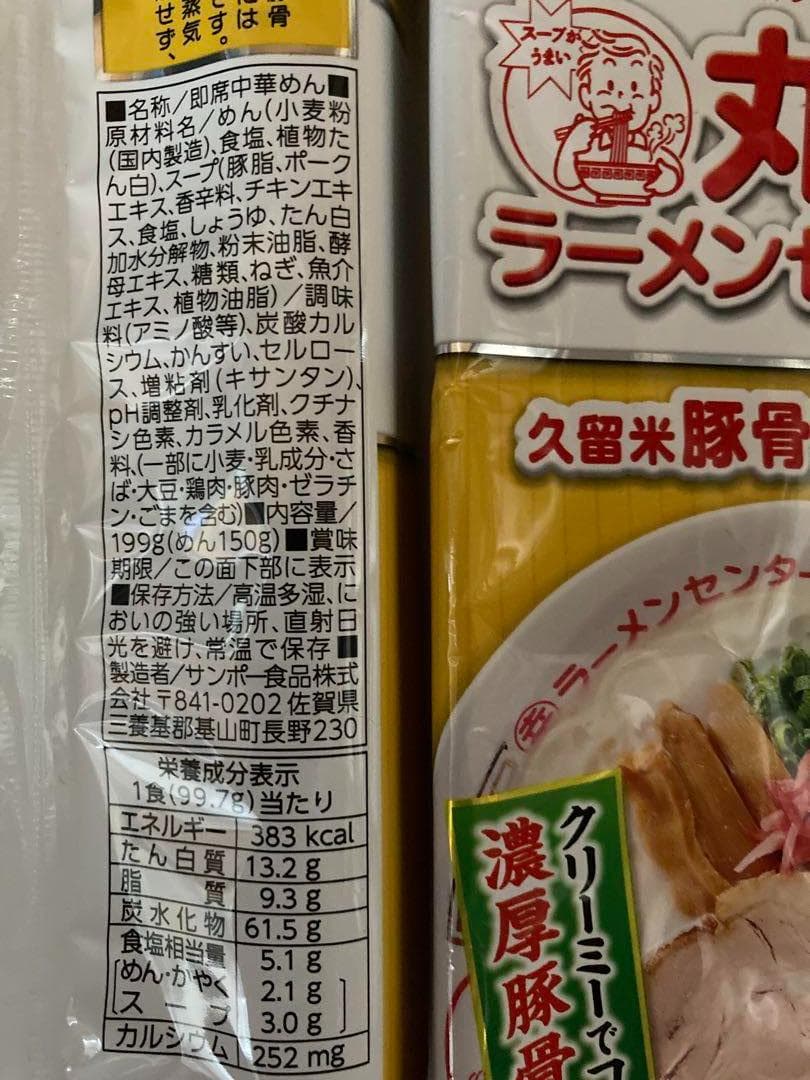 豚骨
には
です。
蒸気
せず、
■名称/即席中華めん■
原材料名/めん(小麦粉
(国内製造)、食塩、植物た
ん白)、スープ(豚脂、ポーク
エキス、香辛料、チキンエキ
ス、食塩、しょうゆ、たん白
加水分解物、粉末油脂、酵
母エキス、糖類、ねぎ、魚介
エキス、植物油脂)/調味
料(アミノ酸等)、炭酸カル
シウム、かんすい、セルロー
ス、増粘剤(キサンタン)、
pH調整剤、乳化剤、クチナ
シ色素、カラメル色素、香
料、(一部に小麦・乳成分・さ
ば・大豆・鶏肉・豚肉・ゼラチ
ン・ごまを含む)■内容量/
199g(めん150g)■賞味
期限/この面下部に表示
■保存方法/高温多湿、に
おいの強い場所、直射日
光を避け、常温で保存■
製造者/サンポー食品株式
会社 〒841-0202 佐賀県
三養基郡基山町長野230
栄養成分表示
1食(99.7g)当たり
エネルギー 383 kcal
たん白質 13.2 g
脂質 9.3 g
炭水化物 61.5 g
食塩相当量 5.1 g
[めん・かやく 2.1 g
スープ 3.0 g]
カルシウム 252 mg
スープが
うまい
丸
ラーメンセ
久留米豚骨
ラーメンセンター
クリーミーでコ
濃厚豚骨